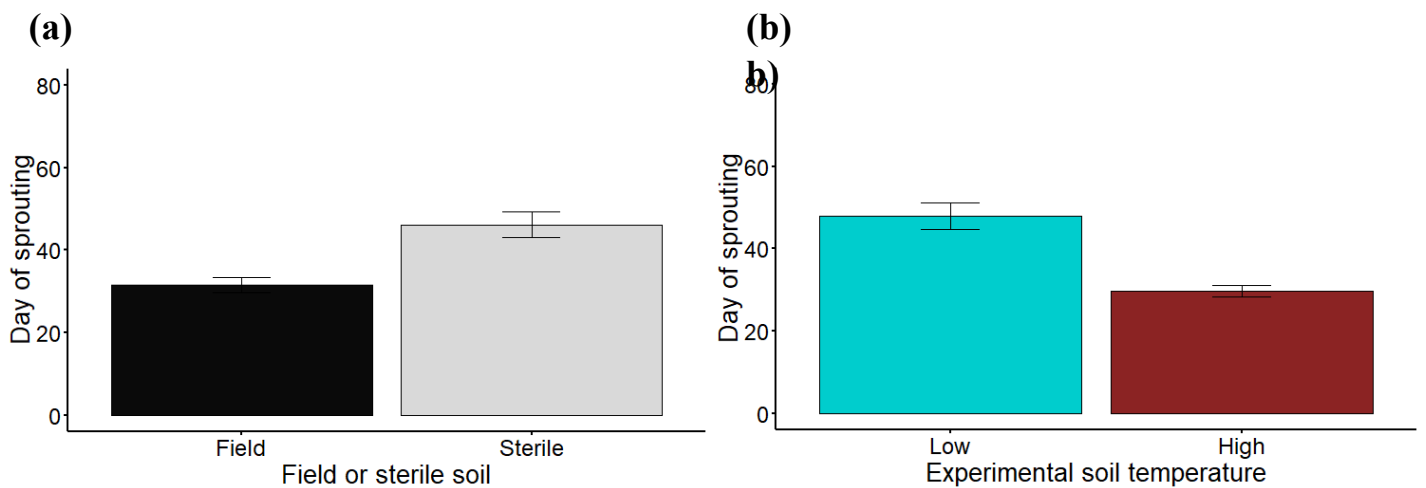 (a)
80
60
40
20
0
Day of sprouting
Field
Sterile
Field or sterile soil
(b)
b)
80
60
40
20
0
Day of sprouting
Low
High
Experimental soil temperature